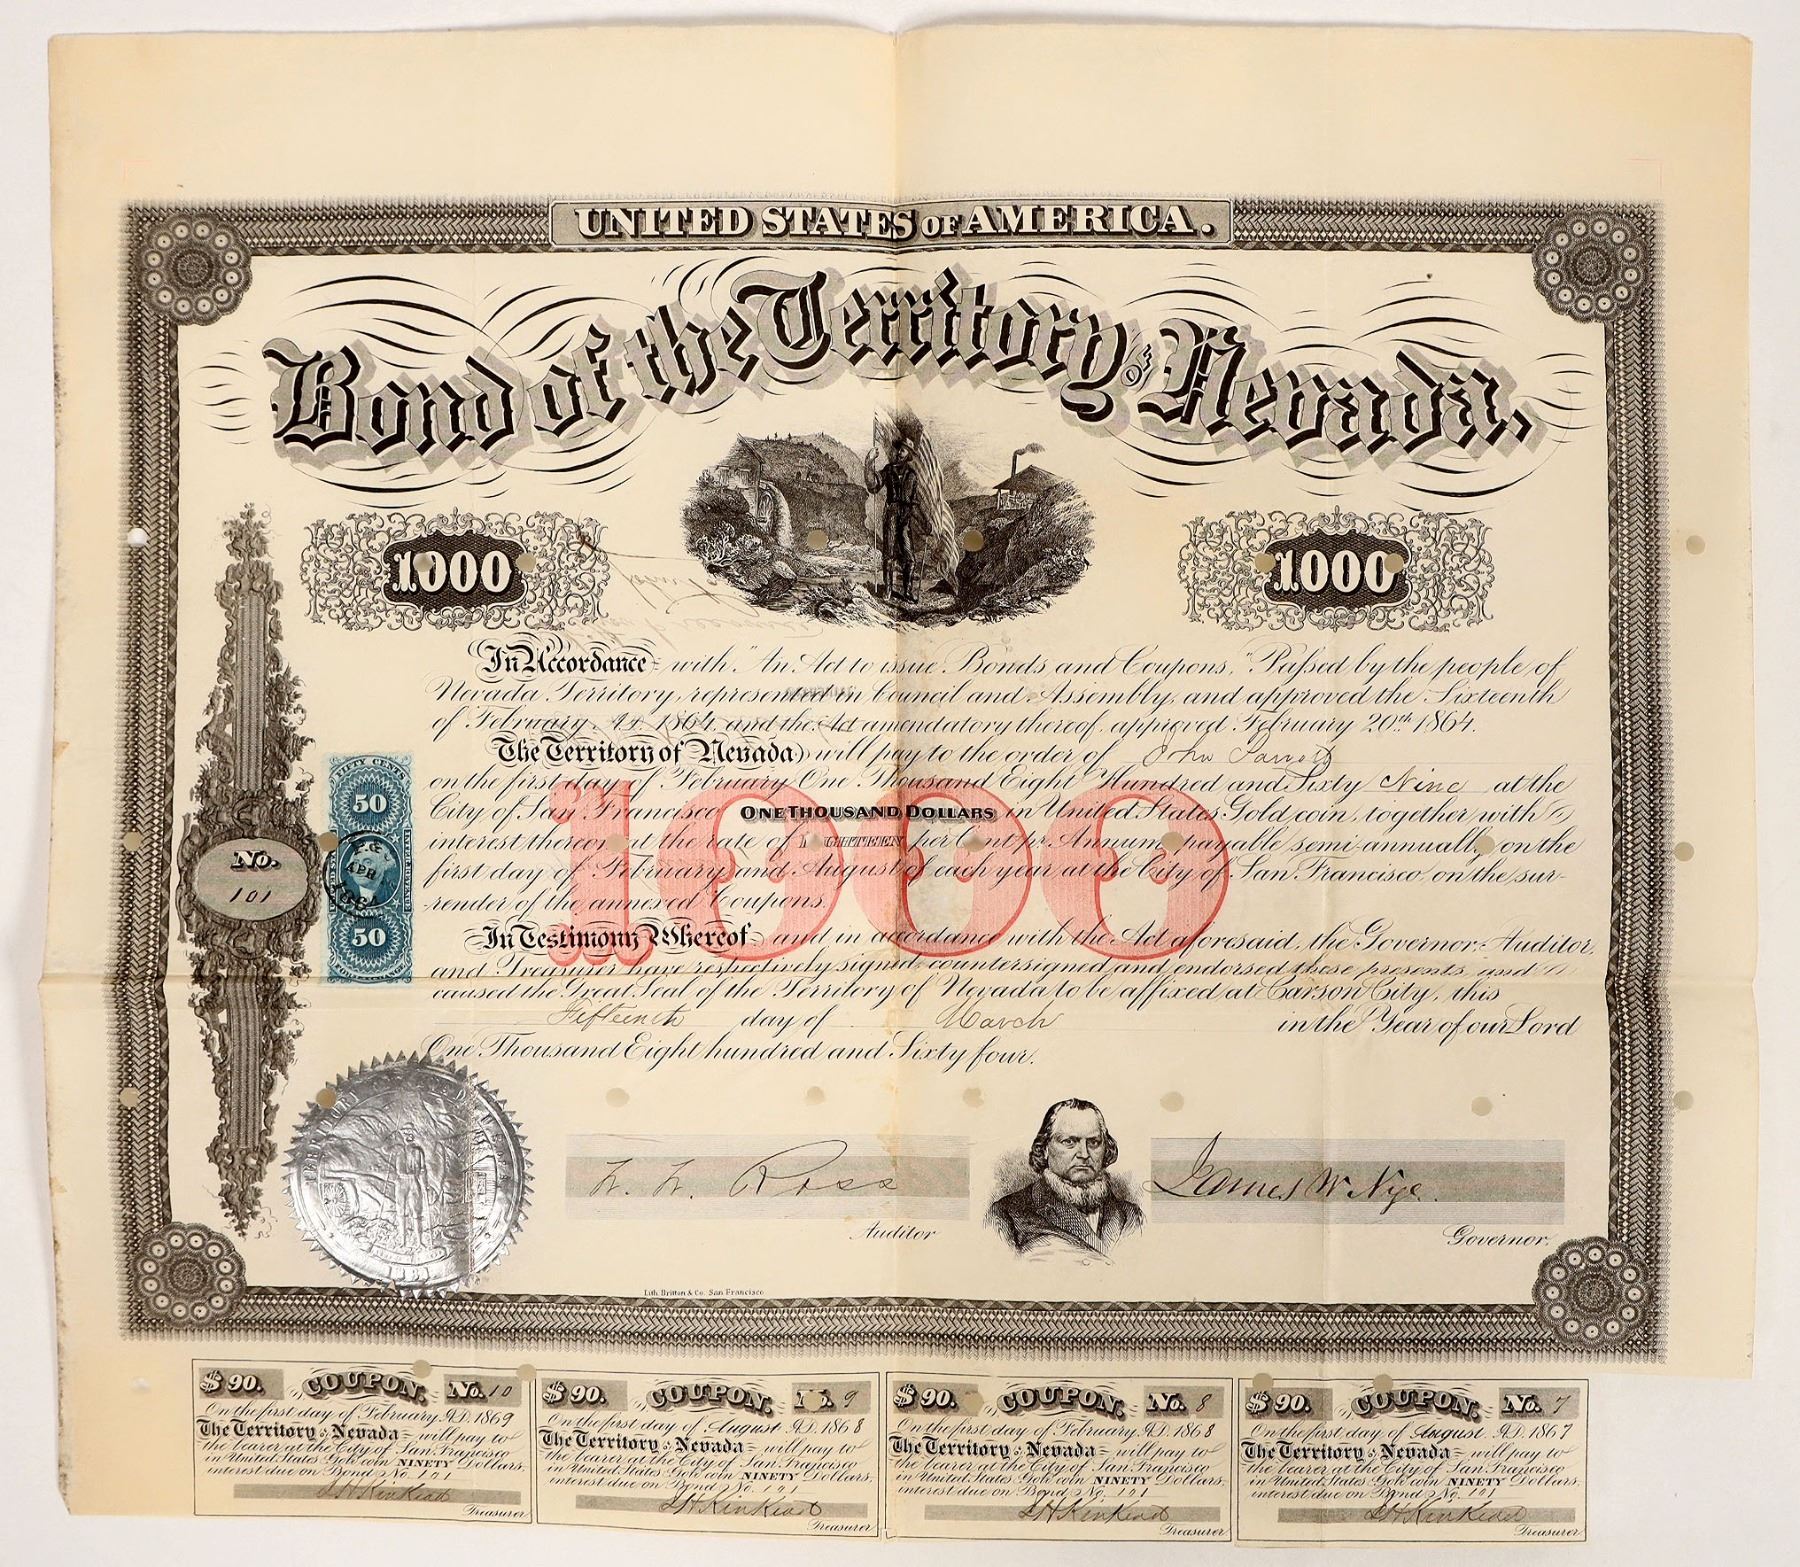 UNITED STATES OF AMERICA.
Bond of the Territory of Nevada,
1000 1000
In Accordance with "An Act to issue Bonds and Coupons," Passed by the people of
Nevada Territory, represented in Council and Assembly, and approved the Sixteenth
of February A.D. 1864, and the Act amendatory thereof, approved February 20th 1864.
The Territory of Nevada will pay to the order of John Parrott
on the first day of February One Thousand Eight Hundred and Sixty Nine at the
City of San Francisco ONE THOUSAND DOLLARS in United States Gold coin, together with
interest thereon at the rate of per Cent pr. Annum, payable semi-annually on the
first day of February and August of each year at the City of San Francisco, on the sur-
render of the annexed Coupons.
In Testimony Whereof and in accordance with the Act aforesaid, the Governor, Auditor,
and Treasurer have respectively signed, countersigned and endorsed these presents, and
caused the Great Seal of the Territory of Nevada to be affixed at Carson City, this
Fifteenth day of March in the Year of our Lord
One Thousand Eight hundred and Sixty four.
1000
No.
101
FIFTY CENTS
50
INTER. REVENUE
APR
50
W. W. Ross
Auditor
James W. Nye.
Governor.
Lith. Britton & Co. San Francisco
$90. COUPON. No. 10
On the first day of February A.D. 1869
The Territory of Nevada will pay to
the bearer at the City of San Francisco
in United States Gold coin NINETY Dollars,
interest due on Bond No. 101
J H Kinkead
Treasurer
$90. COUPON. No. 9
On the first day of August A.D. 1868
The Territory of Nevada will pay to
the bearer at the City of San Francisco
in United States Gold coin NINETY Dollars,
interest due on Bond No. 101
J H Kinkead
Treasurer
$90. COUPON. No. 8
On the first day of February A.D. 1868
The Territory of Nevada will pay to
the bearer at the City of San Francisco
in United States Gold coin NINETY Dollars,
interest due on Bond No. 101
J H Kinkead
Treasurer
$90. COUPON. No. 7
On the first day of August A.D. 1867
The Territory of Nevada will pay to
the bearer at the City of San Francisco
in United States Gold coin NINETY Dollars,
interest due on Bond No. 101
J H Kinkead
Treasurer